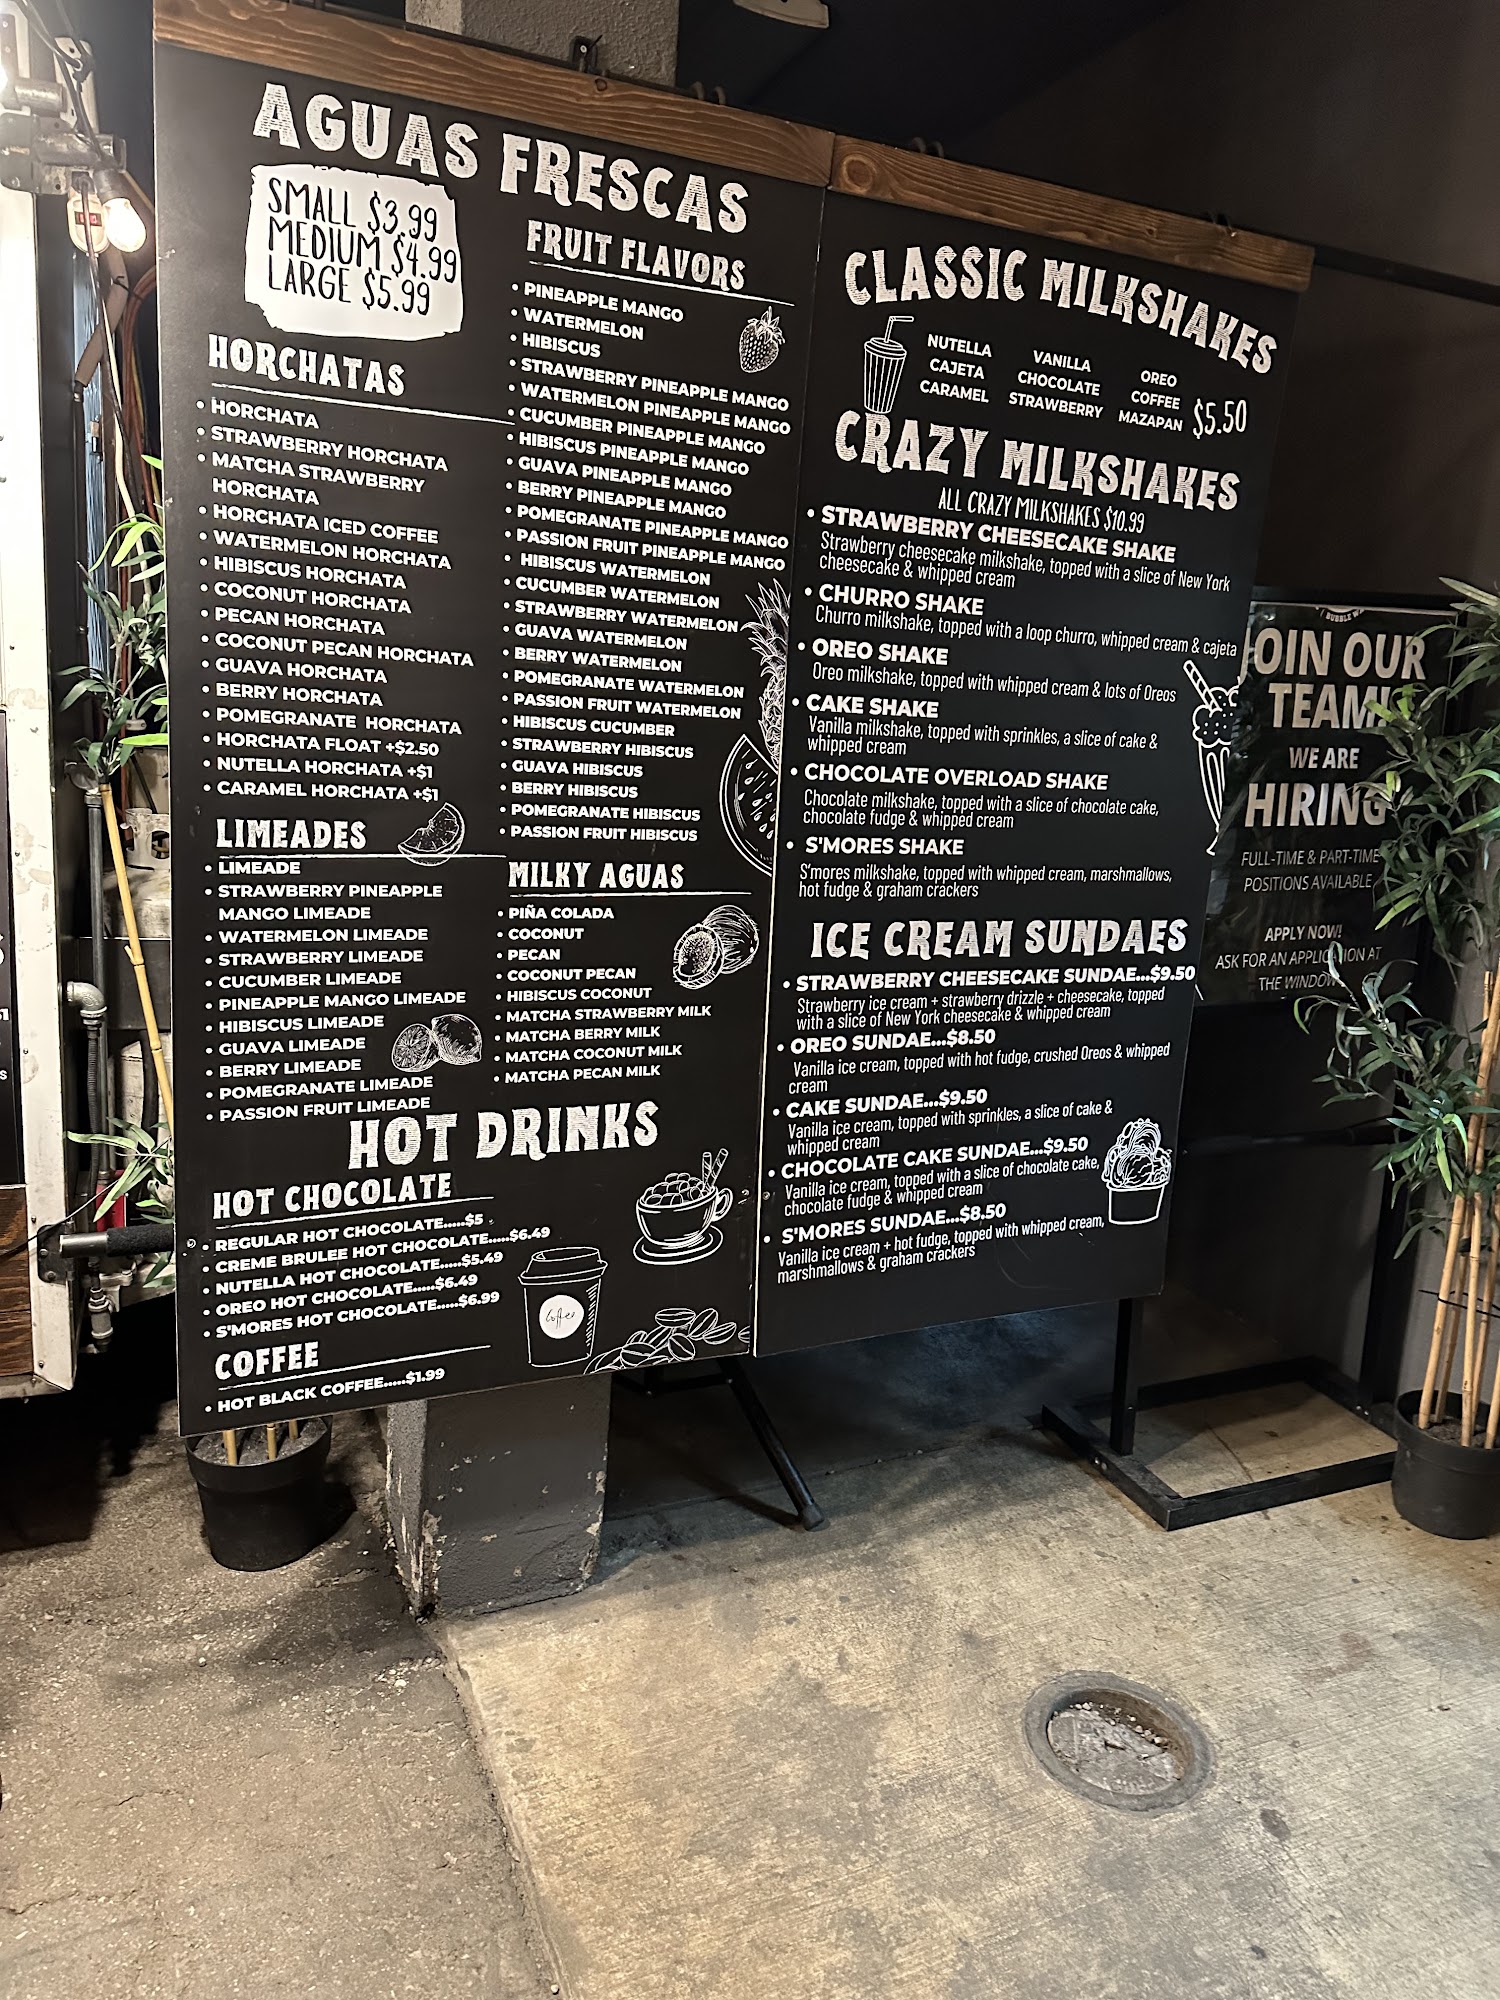 AGUAS FRESCAS
SMALL $3.99
MEDIUM $4.99
LARGE $5.99
HORCHATAS
• HORCHATA
• STRAWBERRY HORCHATA
• MATCHA STRAWBERRY
HORCHATA
• HORCHATA ICED COFFEE
• WATERMELON HORCHATA
• HIBISCUS HORCHATA
• COCONUT HORCHATA
• PECAN HORCHATA
• COCONUT PECAN HORCHATA
• GUAVA HORCHATA
• BERRY HORCHATA
• POMEGRANATE HORCHATA
• HORCHATA FLOAT +$2.50
• NUTELLA HORCHATA +$1
• CARAMEL HORCHATA +$1
LIMEADES
• LIMEADE
• STRAWBERRY PINEAPPLE
MANGO LIMEADE
• WATERMELON LIMEADE
• STRAWBERRY LIMEADE
• CUCUMBER LIMEADE
• PINEAPPLE MANGO LIMEADE
• HIBISCUS LIMEADE
• GUAVA LIMEADE
• BERRY LIMEADE
• POMEGRANATE LIMEADE
• PASSION FRUIT LIMEADE
FRUIT FLAVORS
• PINEAPPLE MANGO
• WATERMELON
• HIBISCUS
• STRAWBERRY PINEAPPLE MANGO
• WATERMELON PINEAPPLE MANGO
• CUCUMBER PINEAPPLE MANGO
• HIBISCUS PINEAPPLE MANGO
• GUAVA PINEAPPLE MANGO
• BERRY PINEAPPLE MANGO
• POMEGRANATE PINEAPPLE MANGO
• PASSION FRUIT PINEAPPLE MANGO
• HIBISCUS WATERMELON
• CUCUMBER WATERMELON
• STRAWBERRY WATERMELON
• GUAVA WATERMELON
• BERRY WATERMELON
• POMEGRANATE WATERMELON
• PASSION FRUIT WATERMELON
• HIBISCUS CUCUMBER
• STRAWBERRY HIBISCUS
• GUAVA HIBISCUS
• BERRY HIBISCUS
• POMEGRANATE HIBISCUS
• PASSION FRUIT HIBISCUS
MILKY AGUAS
• PIÑA COLADA
• COCONUT
• PECAN
• COCONUT PECAN
• HIBISCUS COCONUT
• MATCHA STRAWBERRY MILK
• MATCHA BERRY MILK
• MATCHA COCONUT MILK
• MATCHA PECAN MILK
HOT DRINKS
HOT CHOCOLATE
• REGULAR HOT CHOCOLATE.....$5
• CREME BRULEE HOT CHOCOLATE.....$6.49
• NUTELLA HOT CHOCOLATE.....$5.49
• OREO HOT CHOCOLATE.....$6.49
• S'MORES HOT CHOCOLATE.....$6.99
COFFEE
• HOT BLACK COFFEE.....$1.99
Coffee
CLASSIC MILKSHAKES
NUTELLA VANILLA OREO
CAJETA CHOCOLATE COFFEE
CARAMEL STRAWBERRY MAZAPAN $5.50
CRAZY MILKSHAKES
ALL CRAZY MILKSHAKES $10.99
• STRAWBERRY CHEESECAKE SHAKE
Strawberry cheesecake milkshake, topped with a slice of New York
cheesecake & whipped cream
• CHURRO SHAKE
Churro milkshake, topped with a loop churro, whipped cream & cajeta
• OREO SHAKE
Oreo milkshake, topped with whipped cream & lots of Oreos
• CAKE SHAKE
Vanilla milkshake, topped with sprinkles, a slice of cake &
whipped cream
• CHOCOLATE OVERLOAD SHAKE
Chocolate milkshake, topped with a slice of chocolate cake,
chocolate fudge & whipped cream
• S'MORES SHAKE
S'mores milkshake, topped with whipped cream, marshmallows,
hot fudge & graham crackers
ICE CREAM SUNDAES
• STRAWBERRY CHEESECAKE SUNDAE...$9.50
Strawberry ice cream + strawberry drizzle + cheesecake, topped
with a slice of New York cheesecake & whipped cream
• OREO SUNDAE...$8.50
Vanilla ice cream, topped with hot fudge, crushed Oreos & whipped
cream
• CAKE SUNDAE...$9.50
Vanilla ice cream, topped with sprinkles, a slice of cake &
whipped cream
• CHOCOLATE CAKE SUNDAE...$9.50
Vanilla ice cream, topped with a slice of chocolate cake,
chocolate fudge & whipped cream
• S'MORES SUNDAE...$8.50
Vanilla ice cream + hot fudge, topped with whipped cream,
marshmallows & graham crackers
JOIN OUR
TEAM!
WE ARE
HIRING
FULL-TIME & PART-TIME
POSITIONS AVAILABLE
APPLY NOW!
ASK FOR AN APPLICATION AT
THE WINDOW